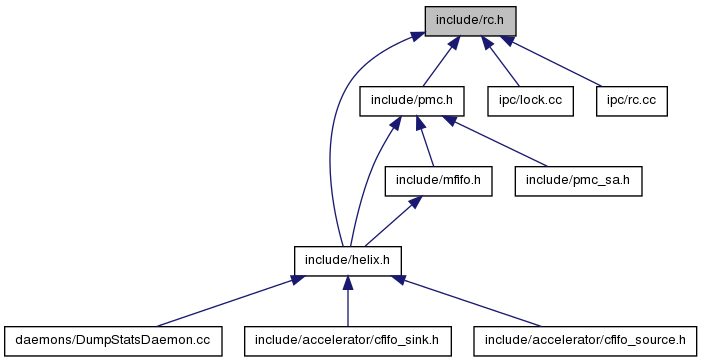 include/rc.h
include/pmc.h
ipc/lock.cc
ipc/rc.cc
include/mfifo.h
include/pmc_sa.h
include/helix.h
daemons/DumpStatsDaemon.cc
include/accelerator/cfifo_sink.h
include/accelerator/cfifo_source.h